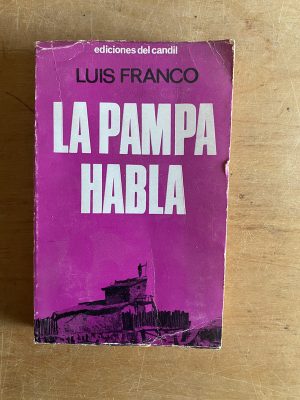 ediciones del candil
LUIS FRANCO
LA PAMPA
HABLA